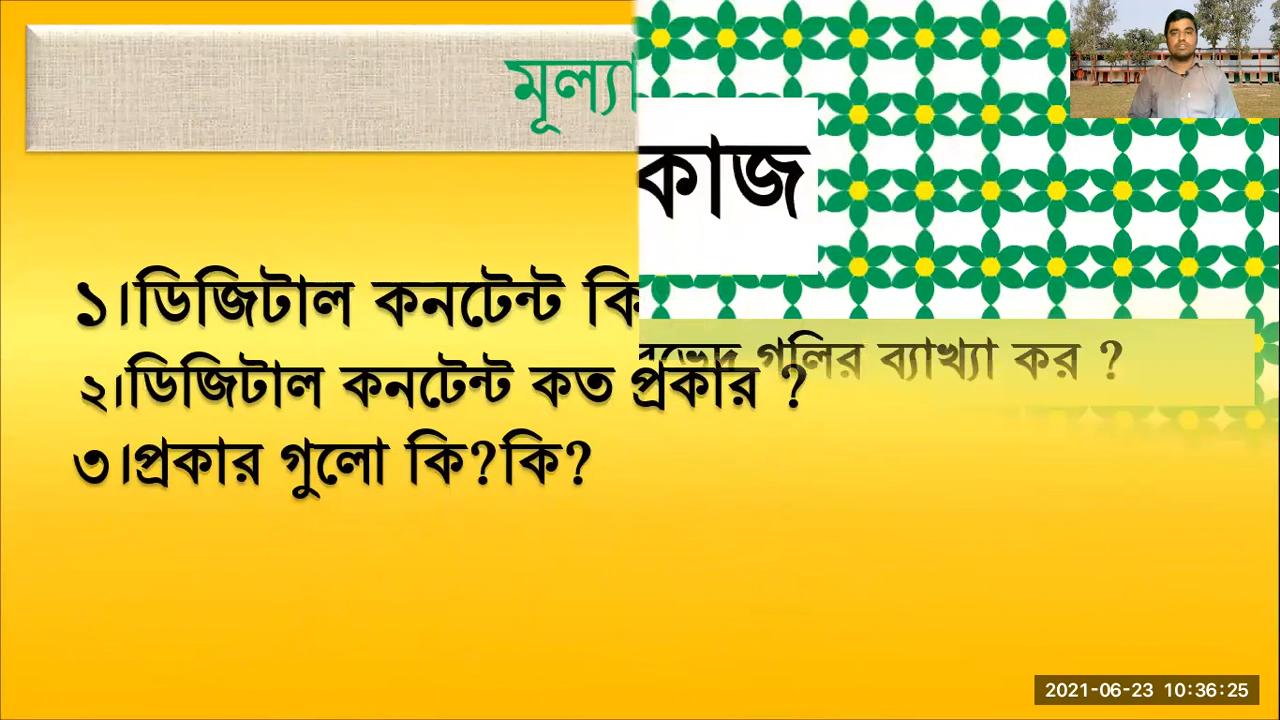 কাজ
১।ডিজিটাল কনটেন্ট কি
গুলির ব্যাখ্যা কর ?
২।ডিজিটাল কনটেন্ট কত প্রকার ?
৩।প্রকার গুলো কি?কি?
2021-06-23 10:36:25